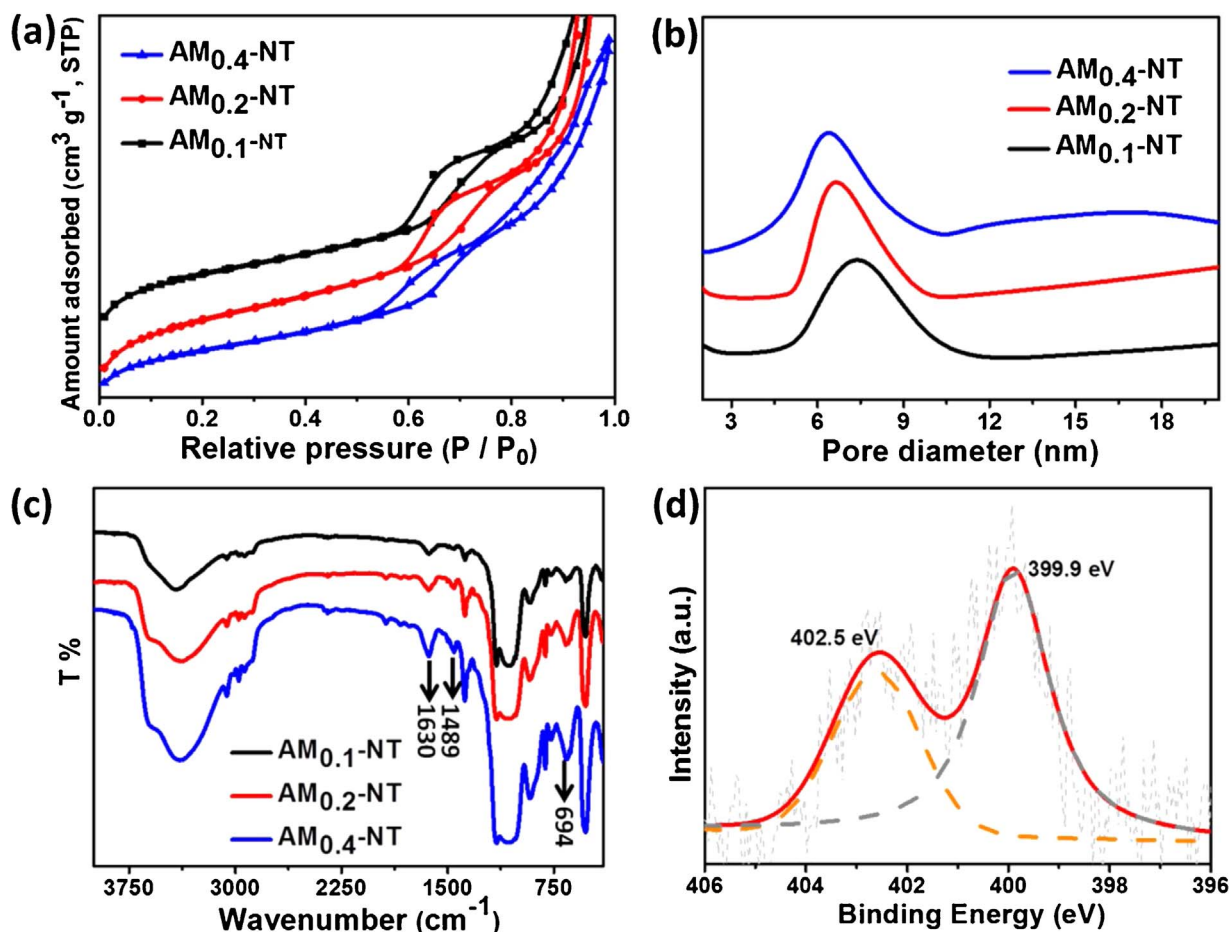 (a)
AM0.4-NT
AM0.2-NT
AM0.1-NT
Amount adsorbed (cm3 g-1 , STP)
0.0 0.2 0.4 0.6 0.8 1.0
Relative pressure (P / P0)
(b)
AM0.4-NT
AM0.2-NT
AM0.1-NT
3 6 9 12 15 18
Pore diameter (nm)
(c)
T %
1630
1489
694
AM0.1-NT
AM0.2-NT
AM0.4-NT
3750 3000 2250 1500 750
Wavenumber (cm-1)
(d)
Intensity (a.u.)
402.5 eV
399.9 eV
406 404 402 400 398 396
Binding Energy (eV)